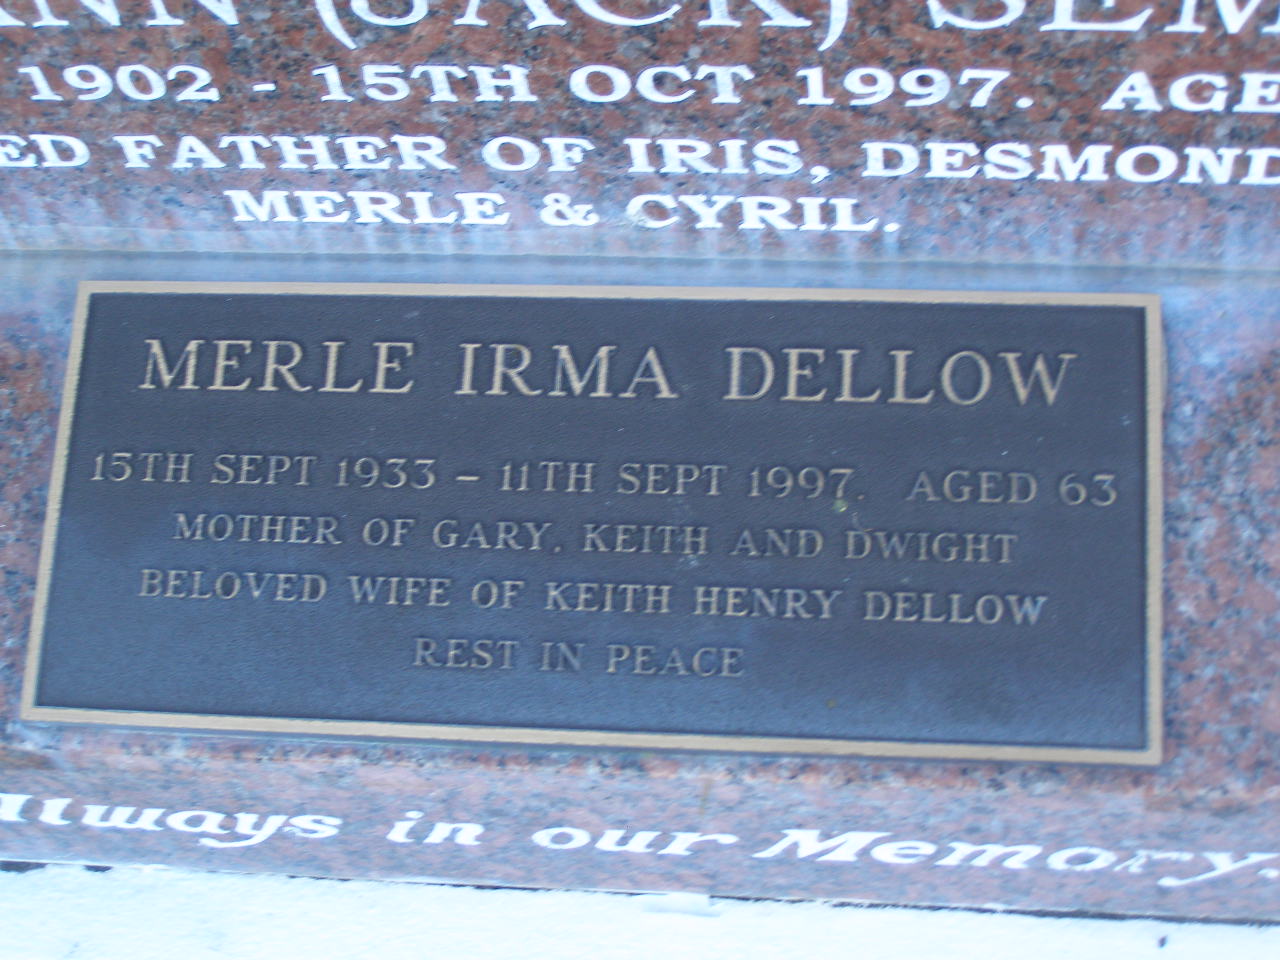 (JACK)
1902 - 15TH OCT 1997. AGE
FATHER OF IRIS, DESMOND
MERLE & CYRIL.
MERLE IRMA DELLOW
15TH SEPT 1933 – 11TH SEPT 1997. AGED 63
MOTHER OF GARY, KEITH AND DWIGHT
BELOVED WIFE OF KEITH HENRY DELLOW
REST IN PEACE
Always in our Memory.